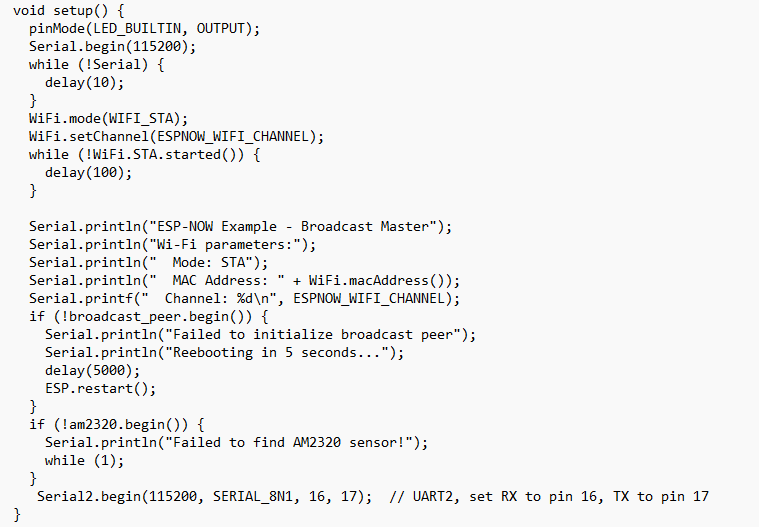 void setup() {
  pinMode(LED_BUILTIN, OUTPUT);
  Serial.begin(115200);
  while (!Serial) {
    delay(10);
  }
  WiFi.mode(WIFI_STA);
  WiFi.setChannel(ESPNOW_WIFI_CHANNEL);
  while (!WiFi.STA.started()) {
    delay(100);
  }

  Serial.println("ESP-NOW Example - Broadcast Master");
  Serial.println("Wi-Fi parameters:");
  Serial.println("  Mode: STA");
  Serial.println("  MAC Address: " + WiFi.macAddress());
  Serial.printf("  Channel: %d\n", ESPNOW_WIFI_CHANNEL);
  if (!broadcast_peer.begin()) {
    Serial.println("Failed to initialize broadcast peer");
    Serial.println("Reebooting in 5 seconds...");
    delay(5000);
    ESP.restart();
  }
  if (!am2320.begin()) {
    Serial.println("Failed to find AM2320 sensor!");
    while (1);
  }
   Serial2.begin(115200, SERIAL_8N1, 16, 17);  // UART2, set RX to pin 16, TX to pin 17
}